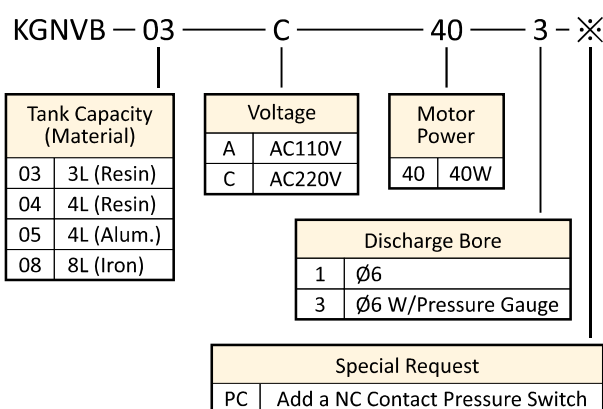 KGNVB — 03 — C — 40 — 3 – ※
Tank Capacity
(Material)
03 3L (Resin)
04 4L (Resin)
05 4L (Alum.)
08 8L (Iron)
Voltage
A AC110V
C AC220V
Motor
Power
40 40W
Discharge Bore
1 Ø6
3 Ø6 W/Pressure Gauge
Special Request
PC Add a NC Contact Pressure Switch